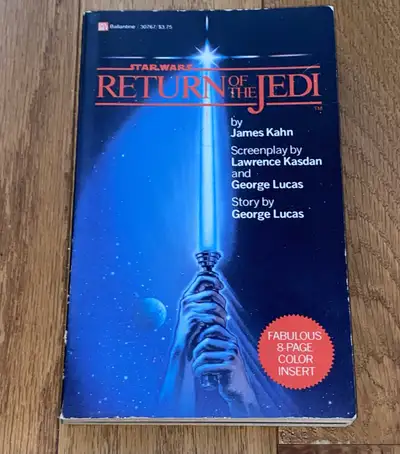 Ballantine / 30767 / $3.75
STAR WARS
RETURN OF THE JEDI
TM
by
James Kahn
Screenplay by
Lawrence Kasdan
and
George Lucas
Story by
George Lucas
FABULOUS
8-PAGE
COLOR
INSERT